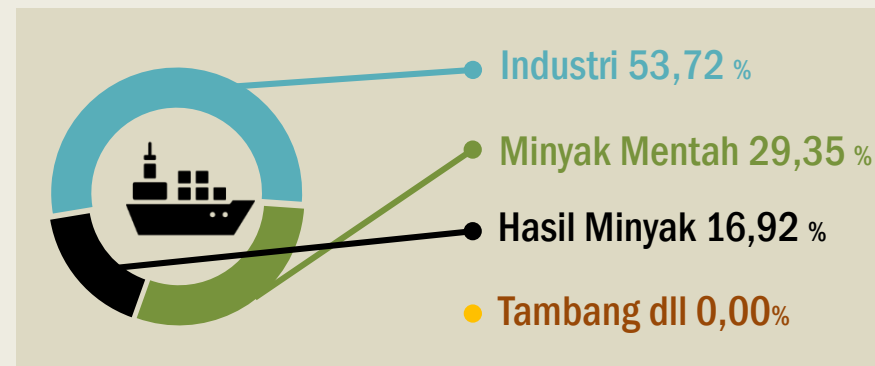 Industri 53,72 %
Minyak Mentah 29,35 %
Hasil Minyak 16,92 %
Tambang dll 0,00%